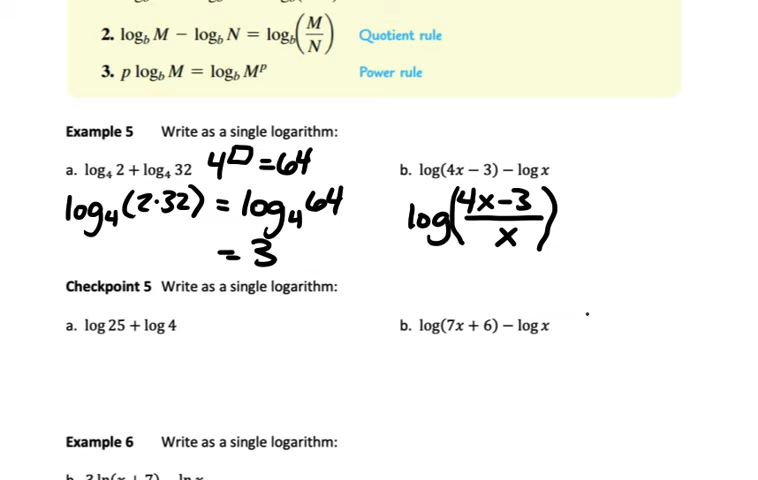 2. log_b M − log_b N = log_b(M/N) Quotient rule
3. p log_b M = log_b M^p Power rule
Example 5 Write as a single logarithm:
a. log₄ 2 + log₄ 32 4^□ = 64
log₄(2·32) = log₄ 64
= 3
b. log(4x − 3) − log x
log((4x−3)/x)
Checkpoint 5 Write as a single logarithm:
a. log 25 + log 4
b. log(7x + 6) − log x
Example 6 Write as a single logarithm: